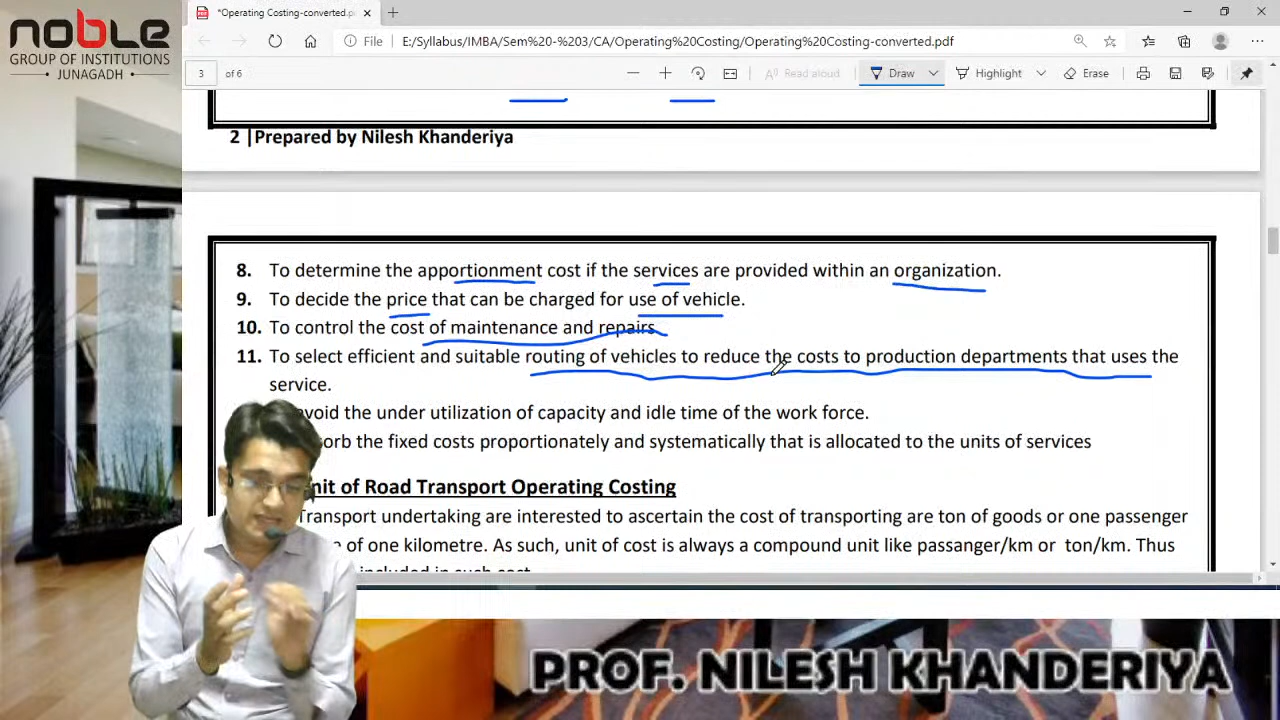 noble
GROUP OF INSTITUTIONS
• JUNAGADH •
*Operating Costing-converted.p
File
E:/Syllabus/IMBA/Sem%20-%203/CA/Operating%20Costing/Operating%20Costing-converted.pdf
3 of 6
Read aloud
Draw
Highlight
Erase
2 |Prepared by Nilesh Khanderiya
8. To determine the apportionment cost if the services are provided within an organization.
9. To decide the price that can be charged for use of vehicle.
10. To control the cost of maintenance and repairs.
11. To select efficient and suitable routing of vehicles to reduce the costs to production departments that uses the
service.
avoid the under utilization of capacity and idle time of the work force.
the fixed costs proportionately and systematically that is allocated to the units of services
of Road Transport Operating Costing
Transport undertaking are interested to ascertain the cost of transporting are ton of goods or one passenger
of one kilometre. As such, unit of cost is always a compound unit like passanger/km or ton/km. Thus
included in such cost
PROF. NILESH KHANDERIYA